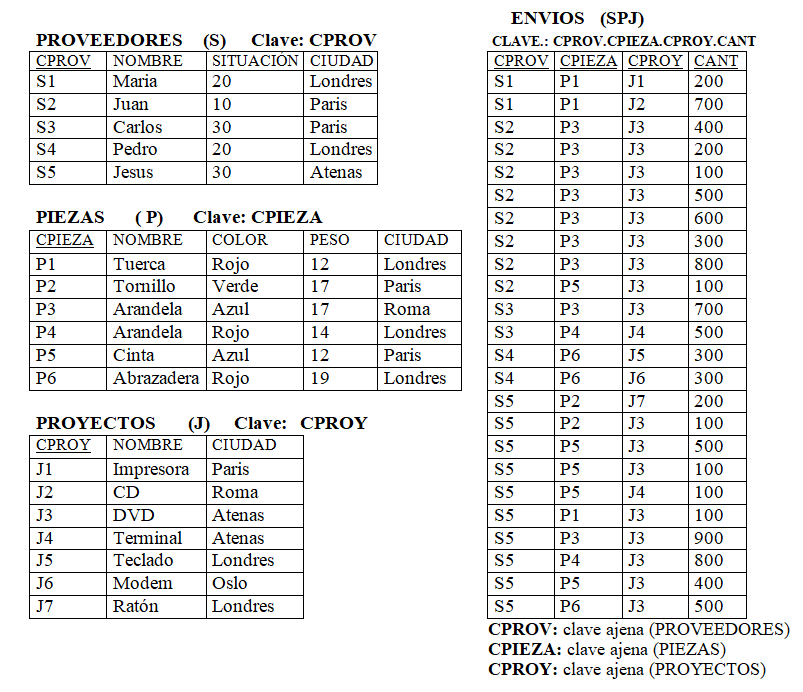 PROVEEDORES (S) Clave: CPROV
CPROV NOMBRE SITUACIÓN CIUDAD
S1 Maria 20 Londres
S2 Juan 10 Paris
S3 Carlos 30 Paris
S4 Pedro 20 Londres
S5 Jesus 30 Atenas
PIEZAS ( P) Clave: CPIEZA
CPIEZA NOMBRE COLOR PESO CIUDAD
P1 Tuerca Rojo 12 Londres
P2 Tornillo Verde 17 Paris
P3 Arandela Azul 17 Roma
P4 Arandela Rojo 14 Londres
P5 Cinta Azul 12 Paris
P6 Abrazadera Rojo 19 Londres
PROYECTOS (J) Clave: CPROY
CPROY NOMBRE CIUDAD
J1 Impresora Paris
J2 CD Roma
J3 DVD Atenas
J4 Terminal Atenas
J5 Teclado Londres
J6 Modem Oslo
J7 Ratón Londres
ENVIOS (SPJ)
CLAVE.: CPROV.CPIEZA.CPROY.CANT
CPROV CPIEZA CPROY CANT
S1 P1 J1 200
S1 P1 J2 700
S2 P3 J3 400
S2 P3 J3 200
S2 P3 J3 100
S2 P3 J3 500
S2 P3 J3 600
S2 P3 J3 300
S2 P3 J3 800
S2 P5 J3 100
S3 P3 J3 700
S3 P4 J4 500
S4 P6 J5 300
S4 P6 J6 300
S5 P2 J7 200
S5 P2 J3 100
S5 P5 J3 500
S5 P5 J3 100
S5 P5 J4 100
S5 P1 J3 100
S5 P3 J3 900
S5 P4 J3 800
S5 P5 J3 400
S5 P6 J3 500
CPROV: clave ajena (PROVEEDORES)
CPIEZA: clave ajena (PIEZAS)
CPROY: clave ajena (PROYECTOS)